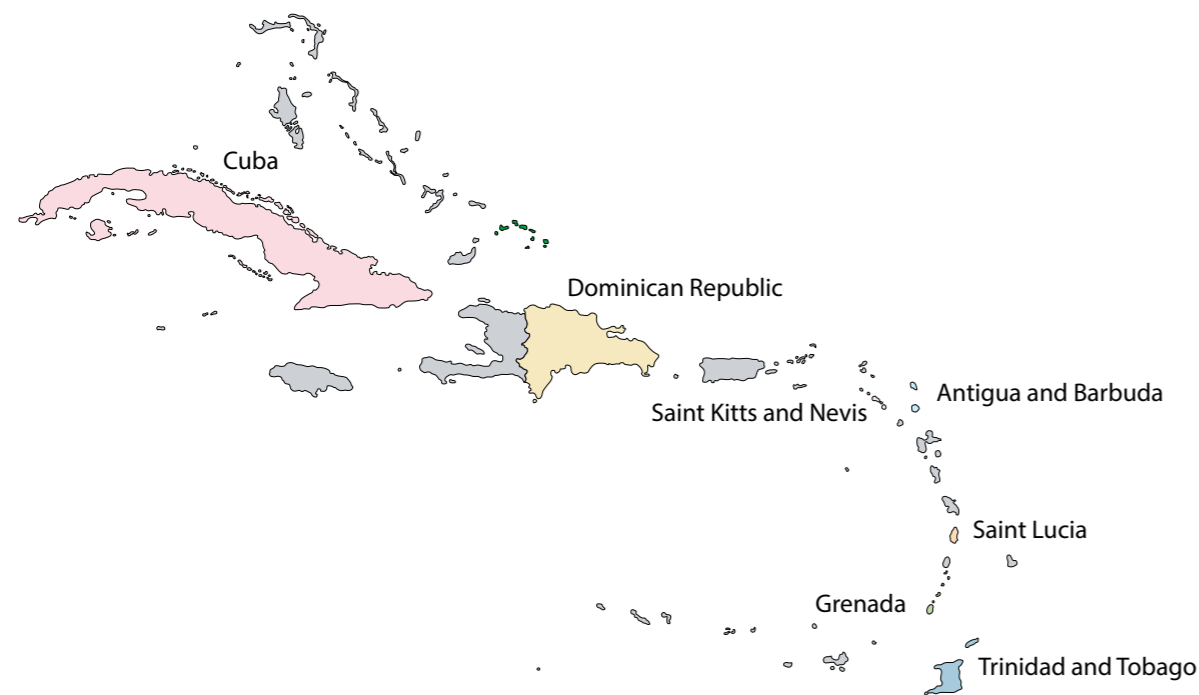 Cuba
Dominican Republic
Antigua and Barbuda
Saint Kitts and Nevis
Saint Lucia
Grenada
Trinidad and Tobago